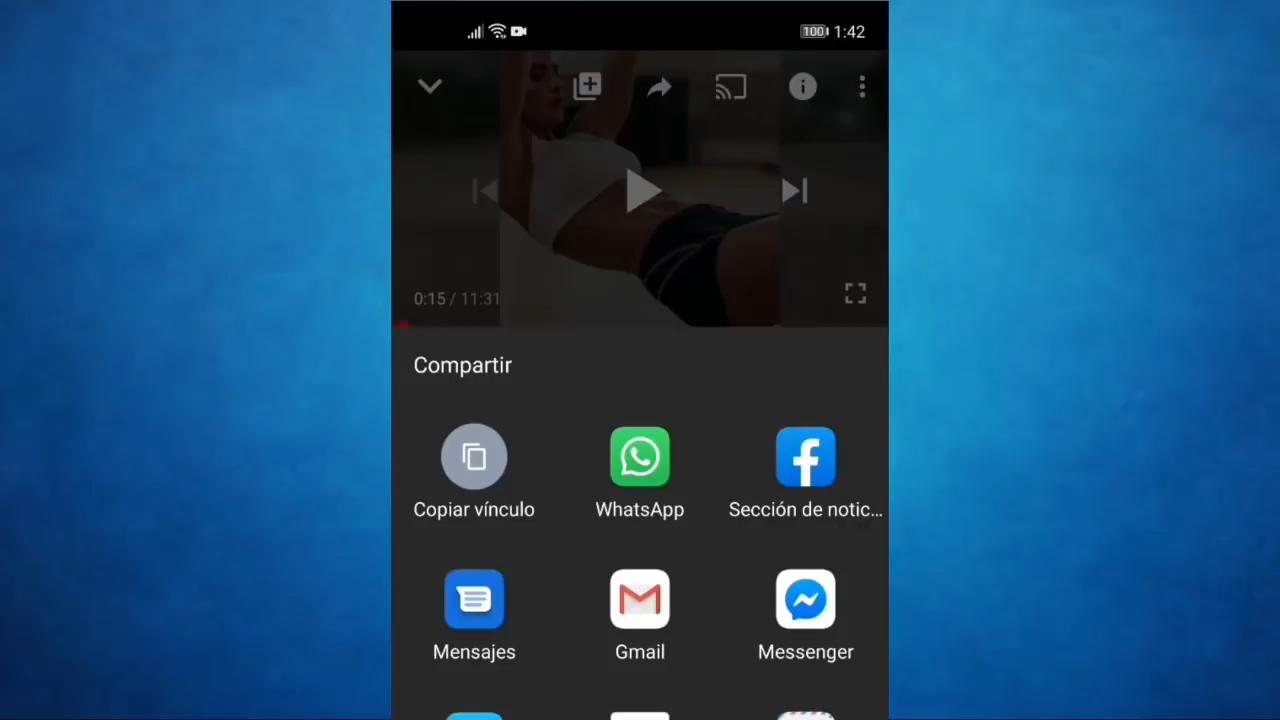 100 1:42
0:15 / 11:31
Compartir
Copiar vínculo WhatsApp Sección de notic...
Mensajes Gmail Messenger